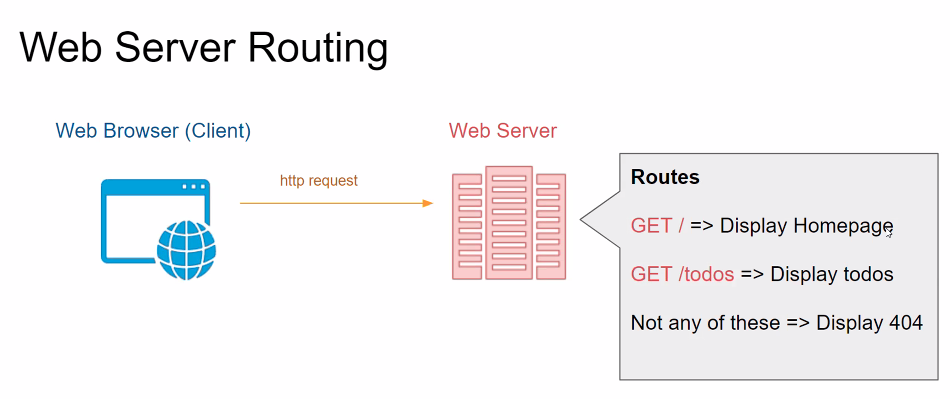 Web Server Routing
Web Browser (Client)
Web Server
http request
Routes
GET / => Display Homepage
GET /todos => Display todos
Not any of these => Display 404